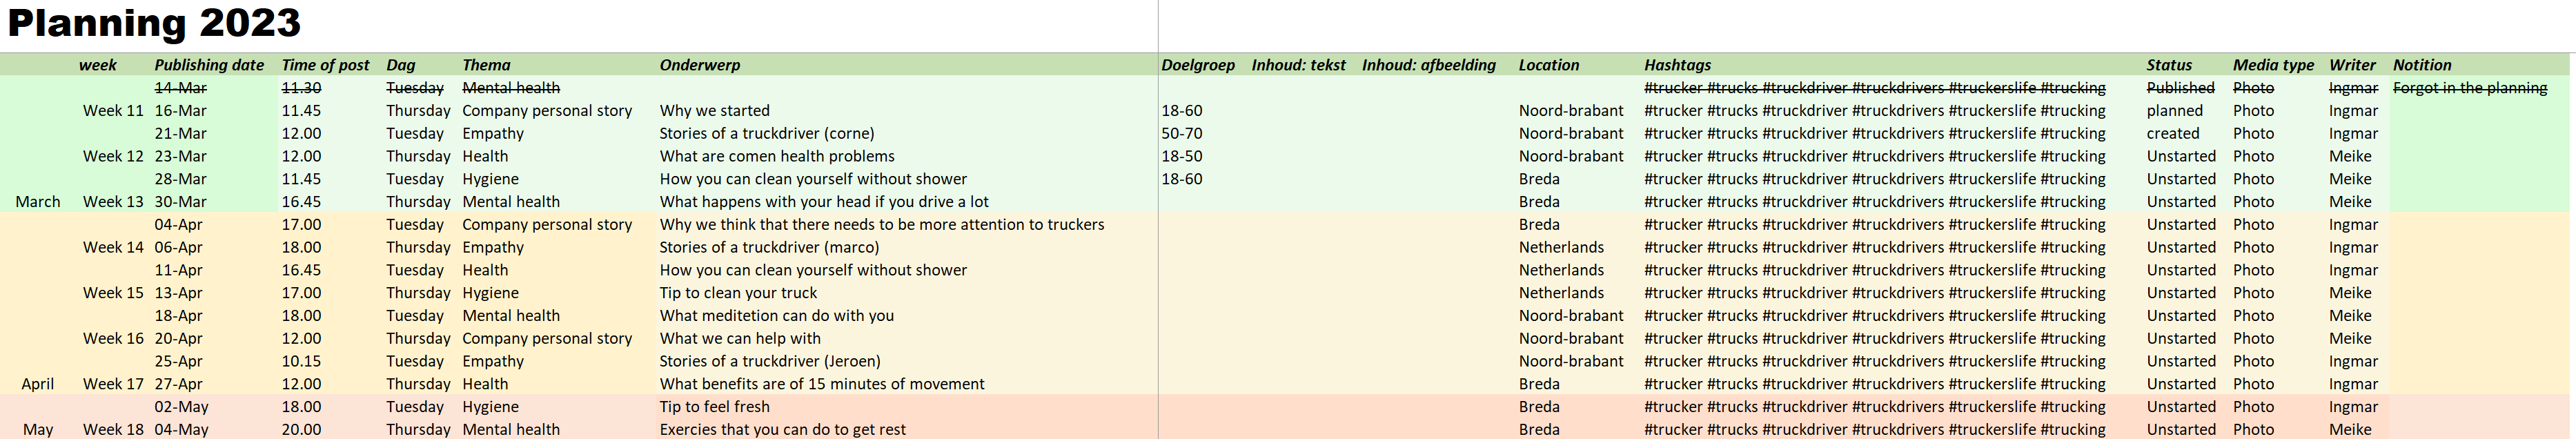 Planning 2023
week Publishing date Time of post Dag Thema Onderwerp Doelgroep Inhoud: tekst Inhoud: afbeelding Location Hashtags Status Media type Writer Notition
14-Mar 11.30 Tuesday Mental health #trucker #trucks #truckdriver #truckdrivers #truckerslife #trucking Published Photo Ingmar Forgot in the planning
Week 11 16-Mar 11.45 Thursday Company personal story Why we started 18-60 Noord-brabant #trucker #trucks #truckdriver #truckdrivers #truckerslife #trucking planned Photo Ingmar
21-Mar 12.00 Tuesday Empathy Stories of a truckdriver (corne) 50-70 Noord-brabant #trucker #trucks #truckdriver #truckdrivers #truckerslife #trucking created Photo Ingmar
Week 12 23-Mar 12.00 Thursday Health What are comen health problems 18-50 Noord-brabant #trucker #trucks #truckdriver #truckdrivers #truckerslife #trucking Unstarted Photo Meike
28-Mar 11.45 Tuesday Hygiene How you can clean yourself without shower 18-60 Breda #trucker #trucks #truckdriver #truckdrivers #truckerslife #trucking Unstarted Photo Meike
March Week 13 30-Mar 16.45 Thursday Mental health What happens with your head if you drive a lot Breda #trucker #trucks #truckdriver #truckdrivers #truckerslife #trucking Unstarted Photo Meike
04-Apr 17.00 Tuesday Company personal story Why we think that there needs to be more attention to truckers Breda #trucker #trucks #truckdriver #truckdrivers #truckerslife #trucking Unstarted Photo Ingmar
Week 14 06-Apr 18.00 Thursday Empathy Stories of a truckdriver (marco) Netherlands #trucker #trucks #truckdriver #truckdrivers #truckerslife #trucking Unstarted Photo Ingmar
11-Apr 16.45 Tuesday Health How you can clean yourself without shower Netherlands #trucker #trucks #truckdriver #truckdrivers #truckerslife #trucking Unstarted Photo Ingmar
Week 15 13-Apr 17.00 Thursday Hygiene Tip to clean your truck Netherlands #trucker #trucks #truckdriver #truckdrivers #truckerslife #trucking Unstarted Photo Meike
18-Apr 18.00 Tuesday Mental health What meditetion can do with you Noord-brabant #trucker #trucks #truckdriver #truckdrivers #truckerslife #trucking Unstarted Photo Meike
Week 16 20-Apr 12.00 Thursday Company personal story What we can help with Noord-brabant #trucker #trucks #truckdriver #truckdrivers #truckerslife #trucking Unstarted Photo Meike
25-Apr 10.15 Tuesday Empathy Stories of a truckdriver (Jeroen) Noord-brabant #trucker #trucks #truckdriver #truckdrivers #truckerslife #trucking Unstarted Photo Ingmar
April Week 17 27-Apr 12.00 Thursday Health What benefits are of 15 minutes of movement Breda #trucker #trucks #truckdriver #truckdrivers #truckerslife #trucking Unstarted Photo Ingmar
02-May 18.00 Tuesday Hygiene Tip to feel fresh Breda #trucker #trucks #truckdriver #truckdrivers #truckerslife #trucking Unstarted Photo Ingmar
May Week 18 04-May 20.00 Thursday Mental health Exercies that you can do to get rest Breda #trucker #trucks #truckdriver #truckdrivers #truckerslife #trucking Unstarted Photo Meike